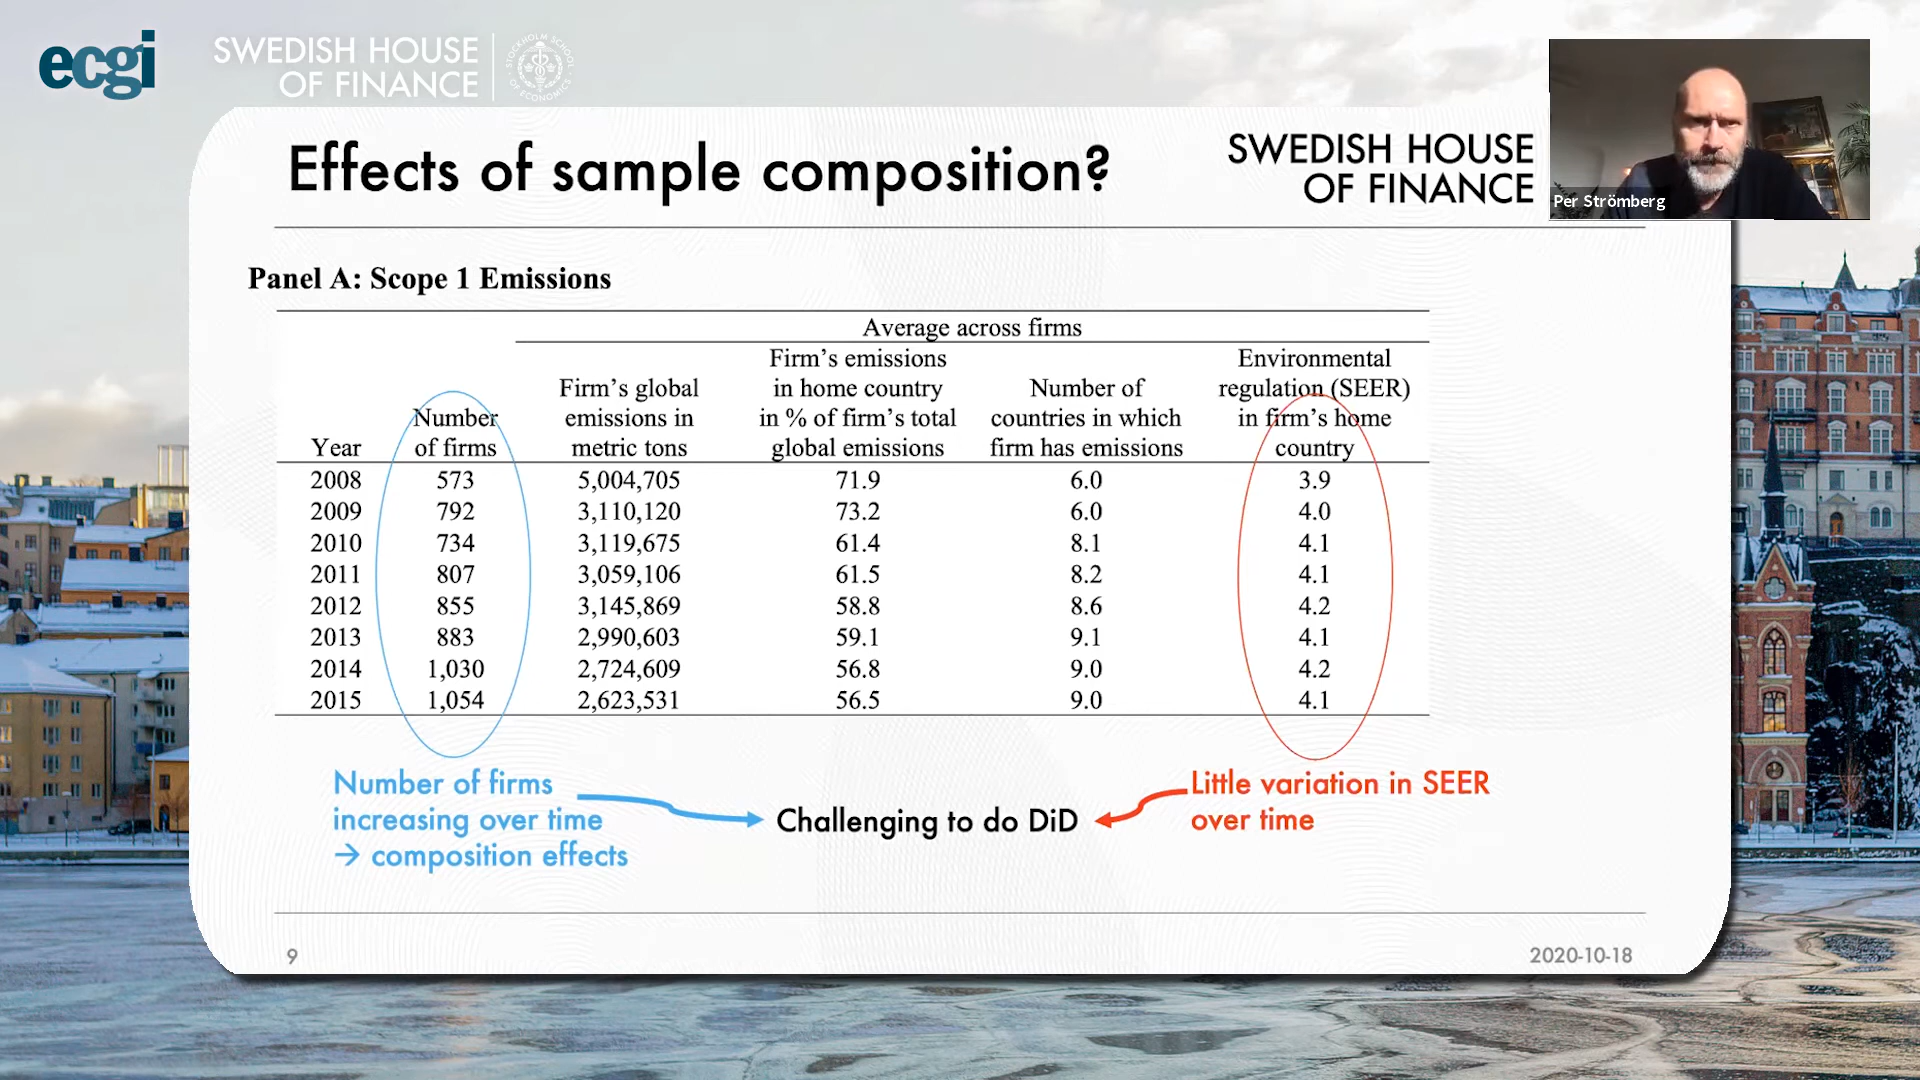 ecgi
SWEDISH HOUSE
OF FINANCE
STOCKHOLM SCHOOL
OF ECONOMICS
Effects of sample composition?
SWEDISH HOUSE
OF FINANCE
Per Strömberg
Panel A: Scope 1 Emissions
Average across firms
Year
Number
of firms
Firm's global
emissions in
metric tons
Firm's emissions
in home country
in % of firm's total
global emissions
Number of
countries in which
firm has emissions
Environmental
regulation (SEER)
in firm's home
country
2008 573 5,004,705 71.9 6.0 3.9
2009 792 3,110,120 73.2 6.0 4.0
2010 734 3,119,675 61.4 8.1 4.1
2011 807 3,059,106 61.5 8.2 4.1
2012 855 3,145,869 58.8 8.6 4.2
2013 883 2,990,603 59.1 9.1 4.1
2014 1,030 2,724,609 56.8 9.0 4.2
2015 1,054 2,623,531 56.5 9.0 4.1
Number of firms
increasing over time
→ composition effects
Challenging to do DiD
Little variation in SEER
over time
9
2020-10-18